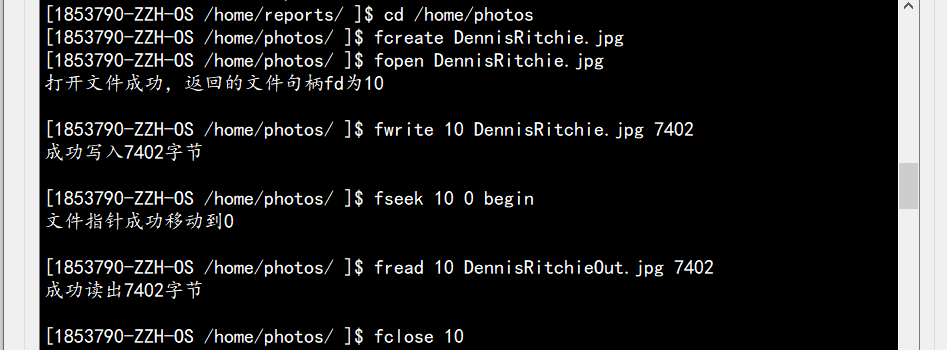 [1853790-ZZH-OS /home/reports/ ]$ cd /home/photos
[1853790-ZZH-OS /home/photos/ ]$ fcreate DennisRitchie.jpg
[1853790-ZZH-OS /home/photos/ ]$ fopen DennisRitchie.jpg
打开文件成功，返回的文件句柄fd为10
[1853790-ZZH-OS /home/photos/ ]$ fwrite 10 DennisRitchie.jpg 7402
成功写入7402字节
[1853790-ZZH-OS /home/photos/ ]$ fseek 10 0 begin
文件指针成功移动到0
[1853790-ZZH-OS /home/photos/ ]$ fread 10 DennisRitchieOut.jpg 7402
成功读出7402字节
[1853790-ZZH-OS /home/photos/ ]$ fclose 10